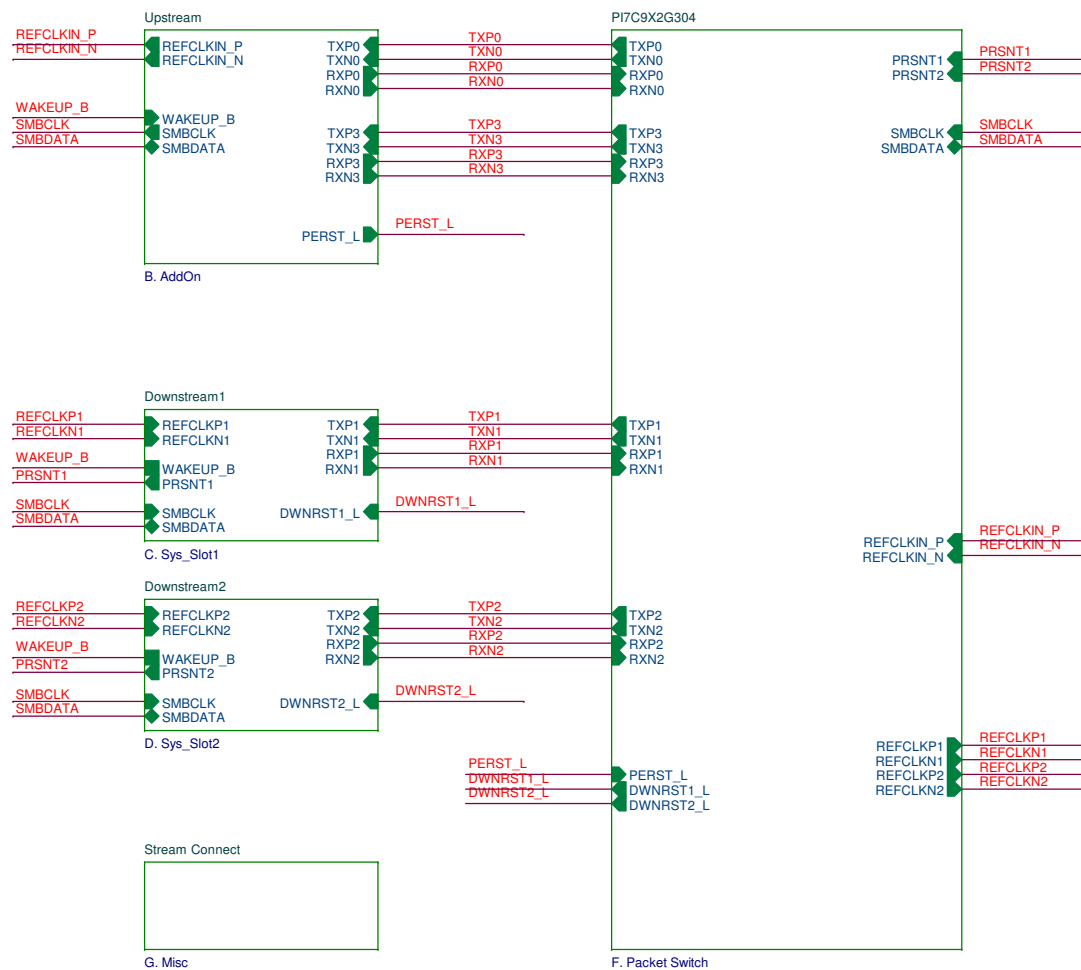 Upstream
REFCLKIN_P
REFCLKIN_N
WAKEUP_B
SMBCLK
SMBDATA
REFCLKIN_P
REFCLKIN_N
WAKEUP_B
SMBCLK
SMBDATA
TXP0
TXN0
RXP0
RXN0
TXP3
TXN3
RXP3
RXN3
PERST_L
PERST_L
B. AddOn
TXP0
TXN0
RXP0
RXN0
TXP3
TXN3
RXP3
RXN3
Downstream1
REFCLKP1
REFCLKN1
WAKEUP_B
PRSNT1
SMBCLK
SMBDATA
REFCLKP1
REFCLKN1
WAKEUP_B
PRSNT1
SMBCLK
SMBDATA
TXP1
TXN1
RXP1
RXN1
DWNRST1_L
DWNRST1_L
C. Sys_Slot1
TXP1
TXN1
RXP1
RXN1
Downstream2
REFCLKP2
REFCLKN2
WAKEUP_B
PRSNT2
SMBCLK
SMBDATA
REFCLKP2
REFCLKN2
WAKEUP_B
PRSNT2
SMBCLK
SMBDATA
TXP2
TXN2
RXP2
RXN2
DWNRST2_L
DWNRST2_L
D. Sys_Slot2
TXP2
TXN2
RXP2
RXN2
PERST_L
DWNRST1_L
DWNRST2_L
Stream Connect
G. Misc
PI7C9X2G304
TXP0
TXN0
RXP0
RXN0
TXP3
TXN3
RXP3
RXN3
TXP1
TXN1
RXP1
RXN1
TXP2
TXN2
RXP2
RXN2
PERST_L
DWNRST1_L
DWNRST2_L
PRSNT1
PRSNT2
SMBCLK
SMBDATA
REFCLKIN_P
REFCLKIN_N
REFCLKP1
REFCLKN1
REFCLKP2
REFCLKN2
PRSNT1
PRSNT2
SMBCLK
SMBDATA
REFCLKIN_P
REFCLKIN_N
REFCLKP1
REFCLKN1
REFCLKP2
REFCLKN2
F. Packet Switch